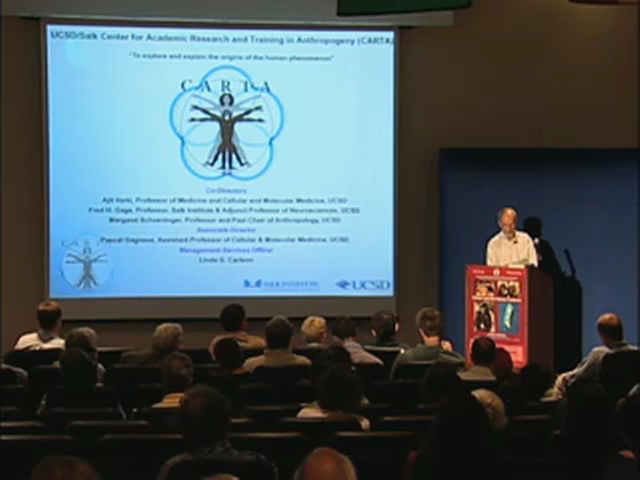 UCSD/Salk Center for Academic Research and Training in Anthropogeny (CARTA)
"To explore and explain the origins of the human phenomenon"
CARTA
Co-Directors
Ajit Varki, Professor of Medicine and Cellular and Molecular Medicine, UCSD
Fred H. Gage, Professor, Salk Institute & Adjunct Professor of Neurosciences, UCSD
Margaret Schoeninger, Professor and Past Chair of Anthropology, UCSD
Associate Director
Pascal Gagneux, Assistant Professor of Cellular & Molecular Medicine, UCSD
Management Services Officer
Linda G. Carlson
CARTA
SALK INSTITUTE
UCSD